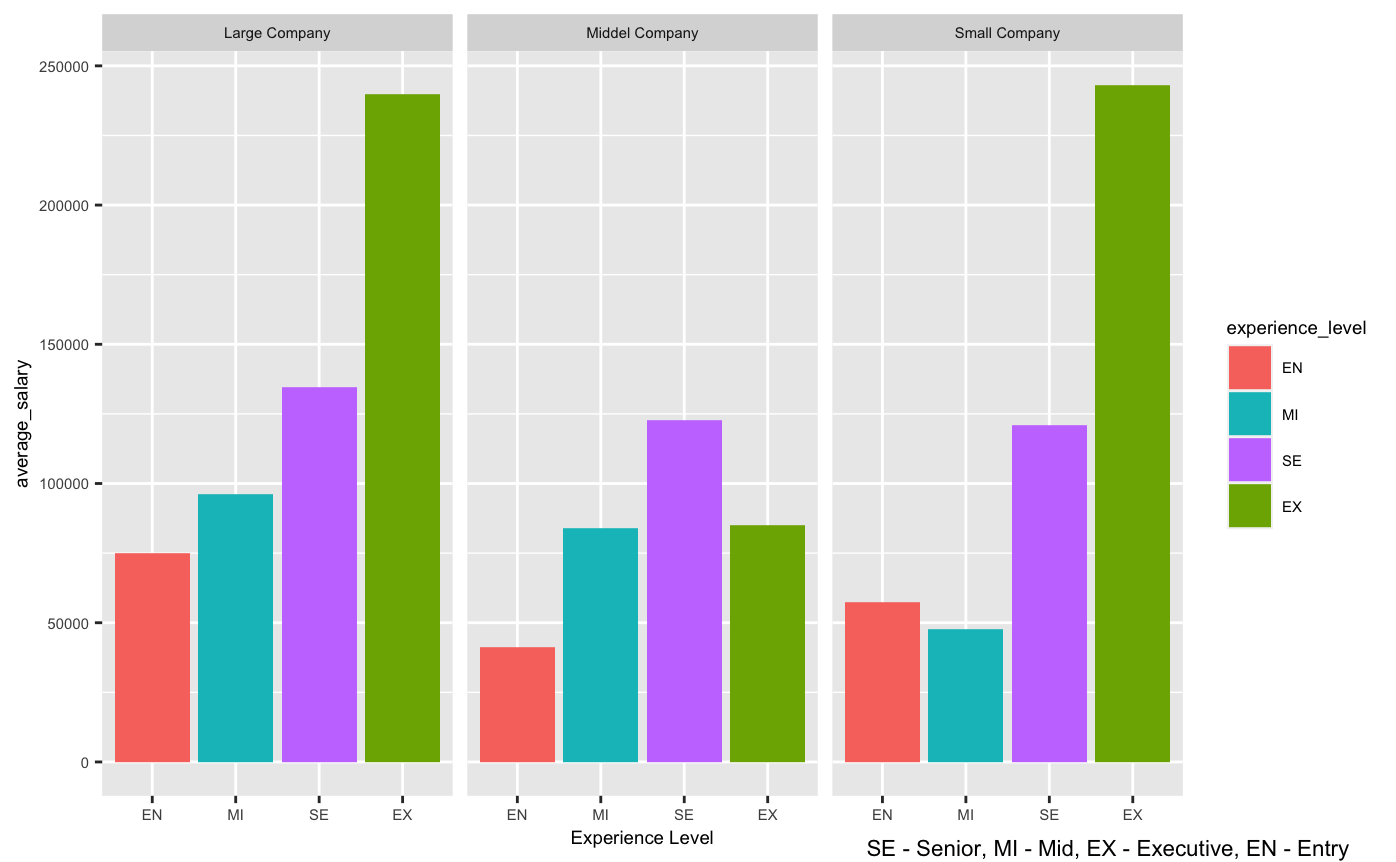 Large Company
Middel Company
Small Company
250000
200000
150000
100000
50000
0
average_salary
EN MI SE EX
EN MI SE EX
EN MI SE EX
Experience Level
experience_level
EN
MI
SE
EX
SE - Senior, MI - Mid, EX - Executive, EN - Entry